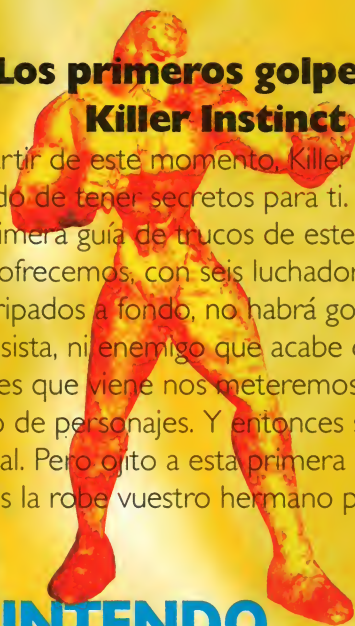 Los primeros golpe
Killer Instinct
rtir de este momento, Killer
do de tener secretos para ti.
imera guía de trucos de este
ofrecemos, con seis luchador
ripados a fondo, no habrá go
sista, ni enemigo que acabe
es que viene nos meteremos
o de personajes. Y entonces s
al. Pero ojito a esta primera
s la robe vuestro hermano p
NINTENDO